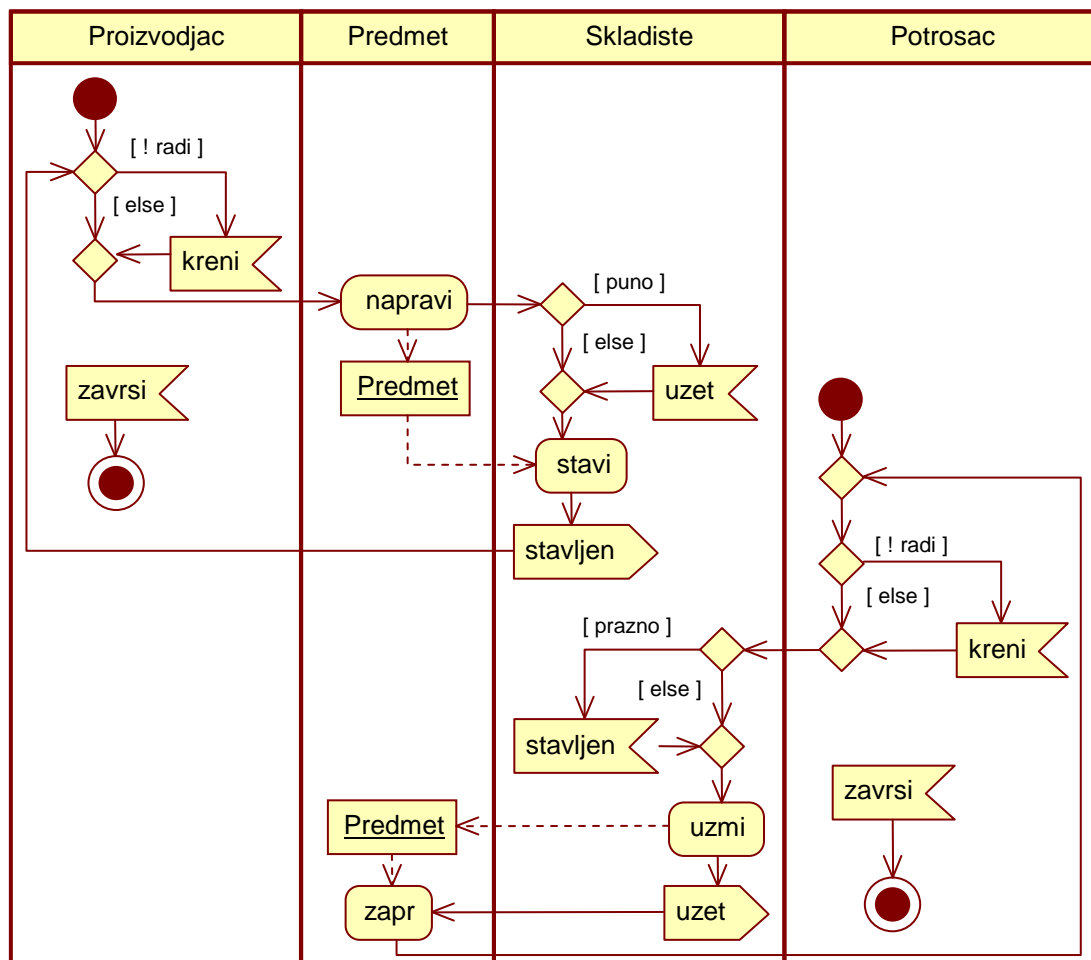 Proizvodjac
Predmet
Skladiste
Potrosac
[ ! radi ]
[ else ]
kreni
napravi
[ puno ]
[ else ]
zavrsi
Predmet
uzet
stavi
stavljen
[ ! radi ]
[ else ]
[ prazno ]
kreni
[ else ]
stavljen
zavrsi
Predmet
uzmi
zapr
uzet